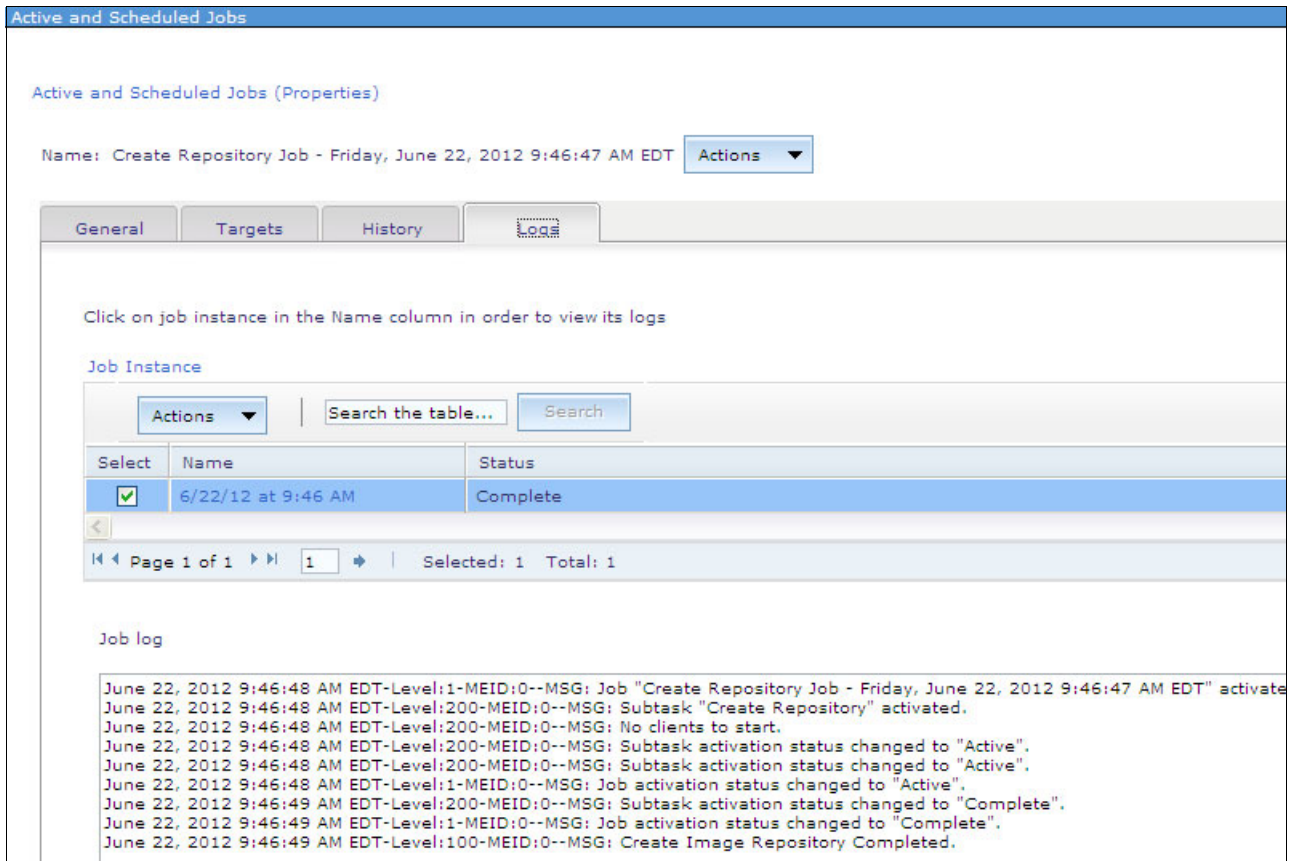 Active and Scheduled Jobs
Active and Scheduled Jobs (Properties)
Name: Create Repository Job - Friday, June 22, 2012 9:46:47 AM EDT Actions
General Targets History Logs
Click on job instance in the Name column in order to view its logs
Job Instance
Actions Search the table... Search
Select Name Status
6/22/12 at 9:46 AM Complete
Page 1 of 1 1 Selected: 1 Total: 1
Job log
June 22, 2012 9:46:48 AM EDT-Level:1-MEID:0--MSG: Job "Create Repository Job - Friday, June 22, 2012 9:46:47 AM EDT" activate
June 22, 2012 9:46:48 AM EDT-Level:200-MEID:0--MSG: Subtask "Create Repository" activated.
June 22, 2012 9:46:48 AM EDT-Level:200-MEID:0--MSG: No clients to start.
June 22, 2012 9:46:48 AM EDT-Level:200-MEID:0--MSG: Subtask activation status changed to "Active".
June 22, 2012 9:46:48 AM EDT-Level:200-MEID:0--MSG: Subtask activation status changed to "Active".
June 22, 2012 9:46:48 AM EDT-Level:1-MEID:0--MSG: Job activation status changed to "Active".
June 22, 2012 9:46:49 AM EDT-Level:200-MEID:0--MSG: Subtask activation status changed to "Complete".
June 22, 2012 9:46:49 AM EDT-Level:1-MEID:0--MSG: Job activation status changed to "Complete".
June 22, 2012 9:46:49 AM EDT-Level:100-MEID:0--MSG: Create Image Repository Completed.